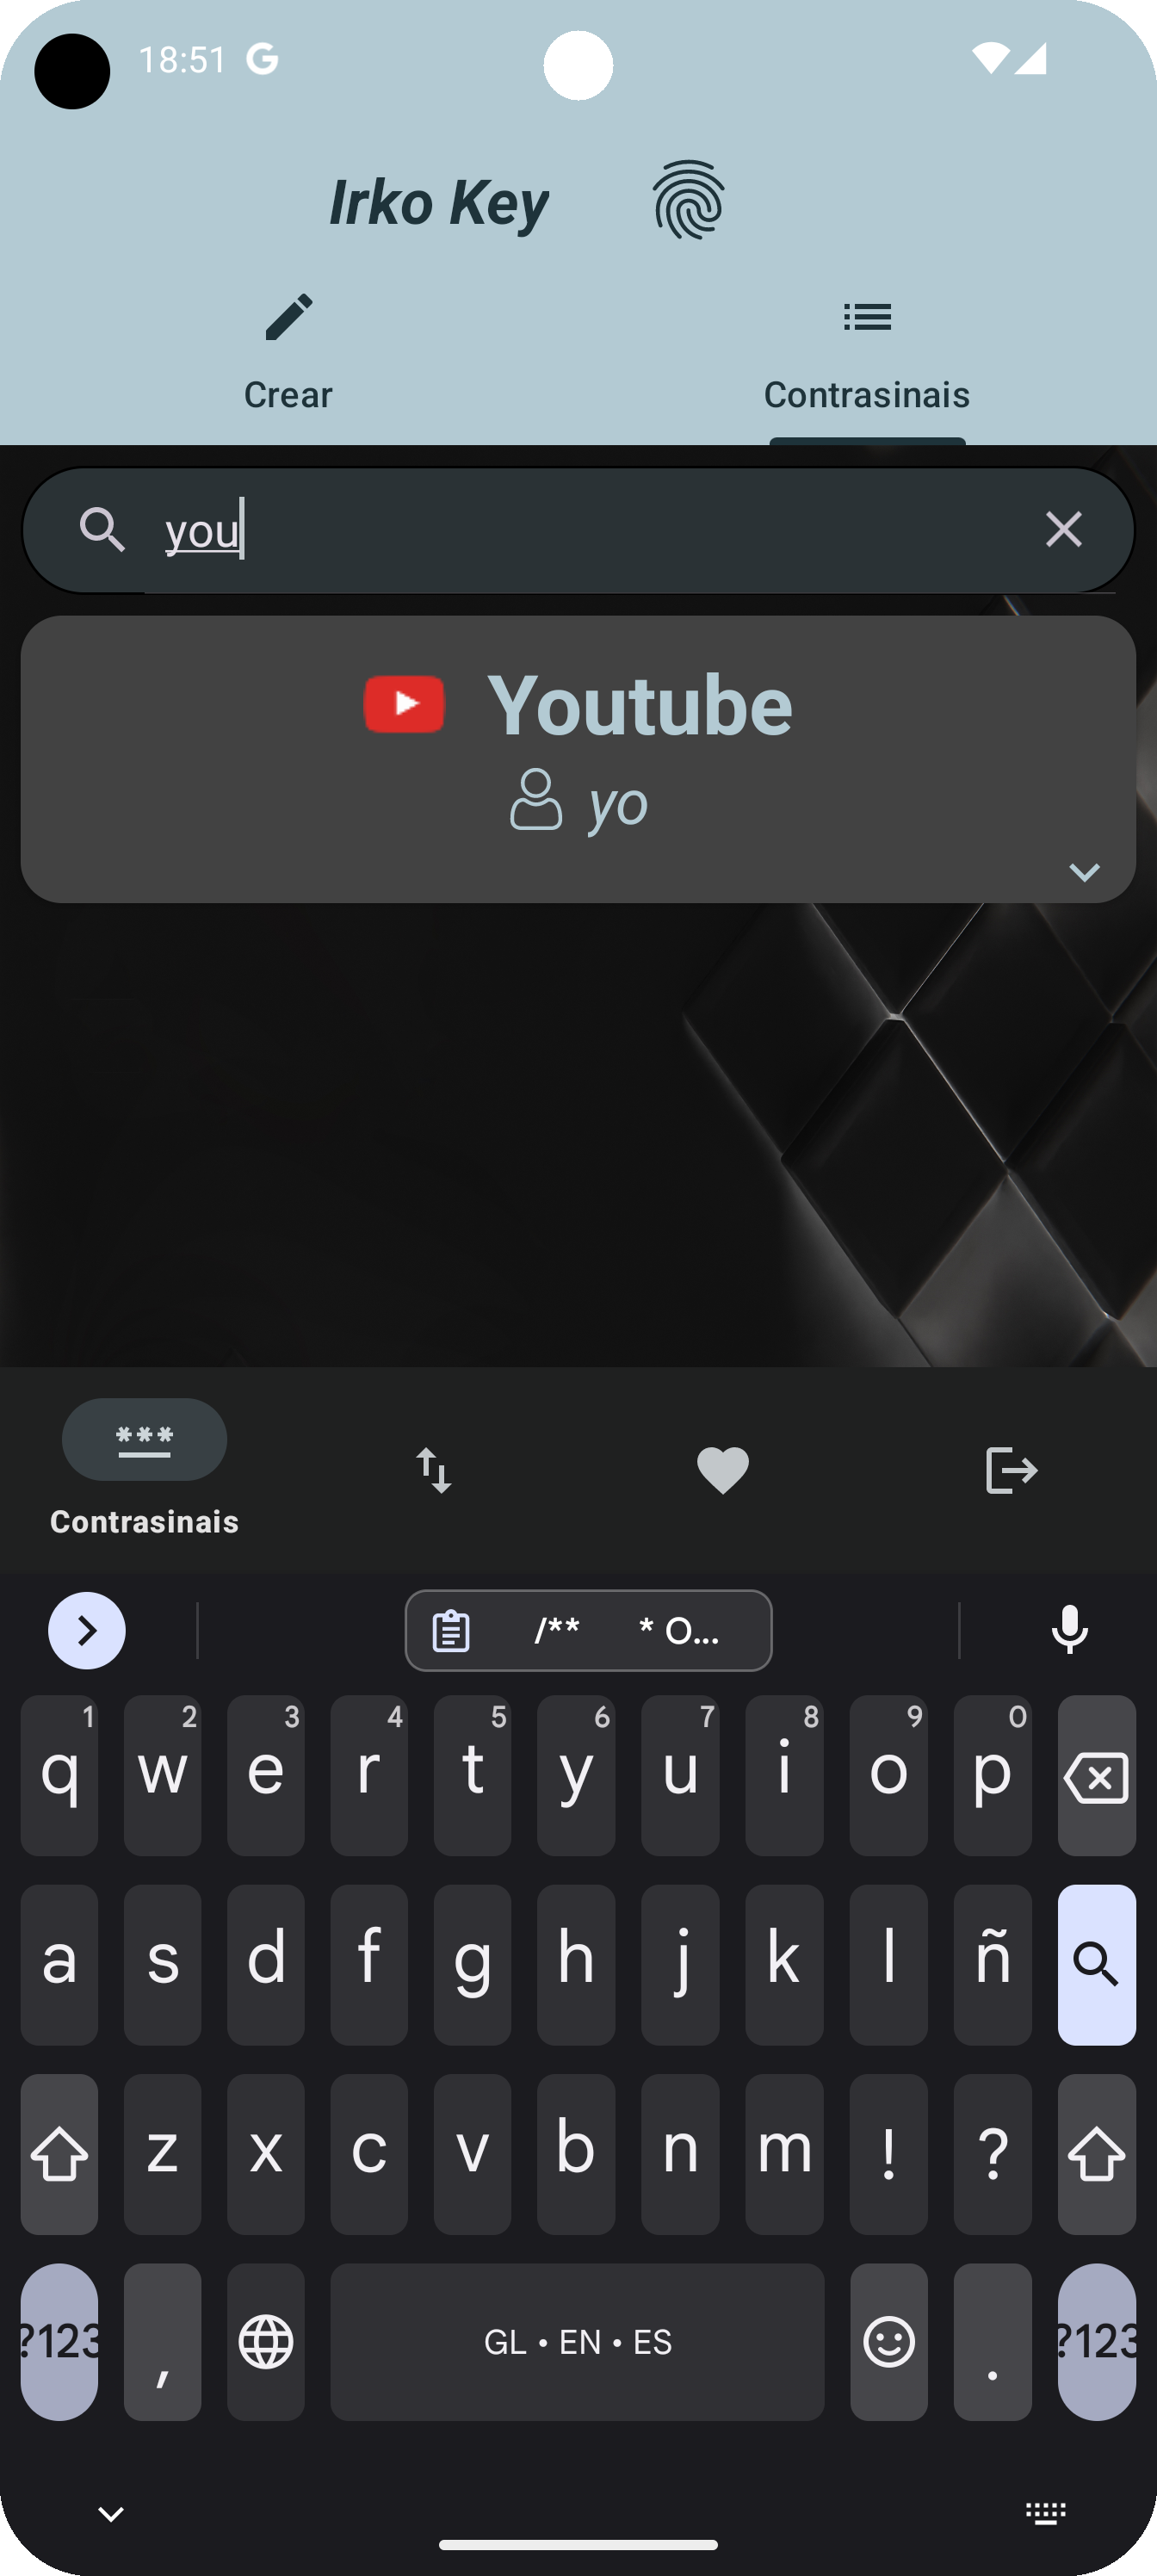 18:51 G
Irko Key
Crear
Contrasinais
you
Youtube
yo
***
Contrasinais
/** * O...
1 2 3 4 5 6 7 8 9 0
q w e r t y u i o p
a s d f g h j k l ñ
z x c v b n m ! ?
?123 , GL • EN • ES . ?123